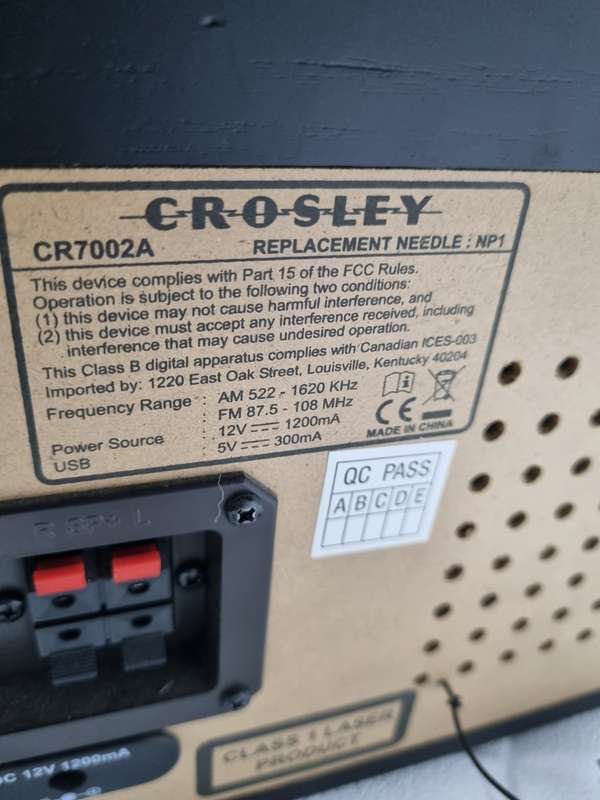 CROSLEY
CR7002A REPLACEMENT NEEDLE : NP1
This device complies with Part 15 of the FCC Rules.
Operation is subject to the following two conditions:
(1) this device may not cause harmful interference, and
(2) this device must accept any interference received, including
interference that may cause undesired operation.
This Class B digital apparatus complies with Canadian ICES-003
Imported by: 1220 East Oak Street, Louisville, Kentucky 40204
Frequency Range : AM 522 - 1620 KHz
FM 87.5 - 108 MHz
Power Source : 12V 1200mA
USB : 5V 300mA
CE
MADE IN CHINA
QC PASS
A B C D E
R SPK L
CLASS 1 LASER
PRODUCT
DC 12V 1200mA